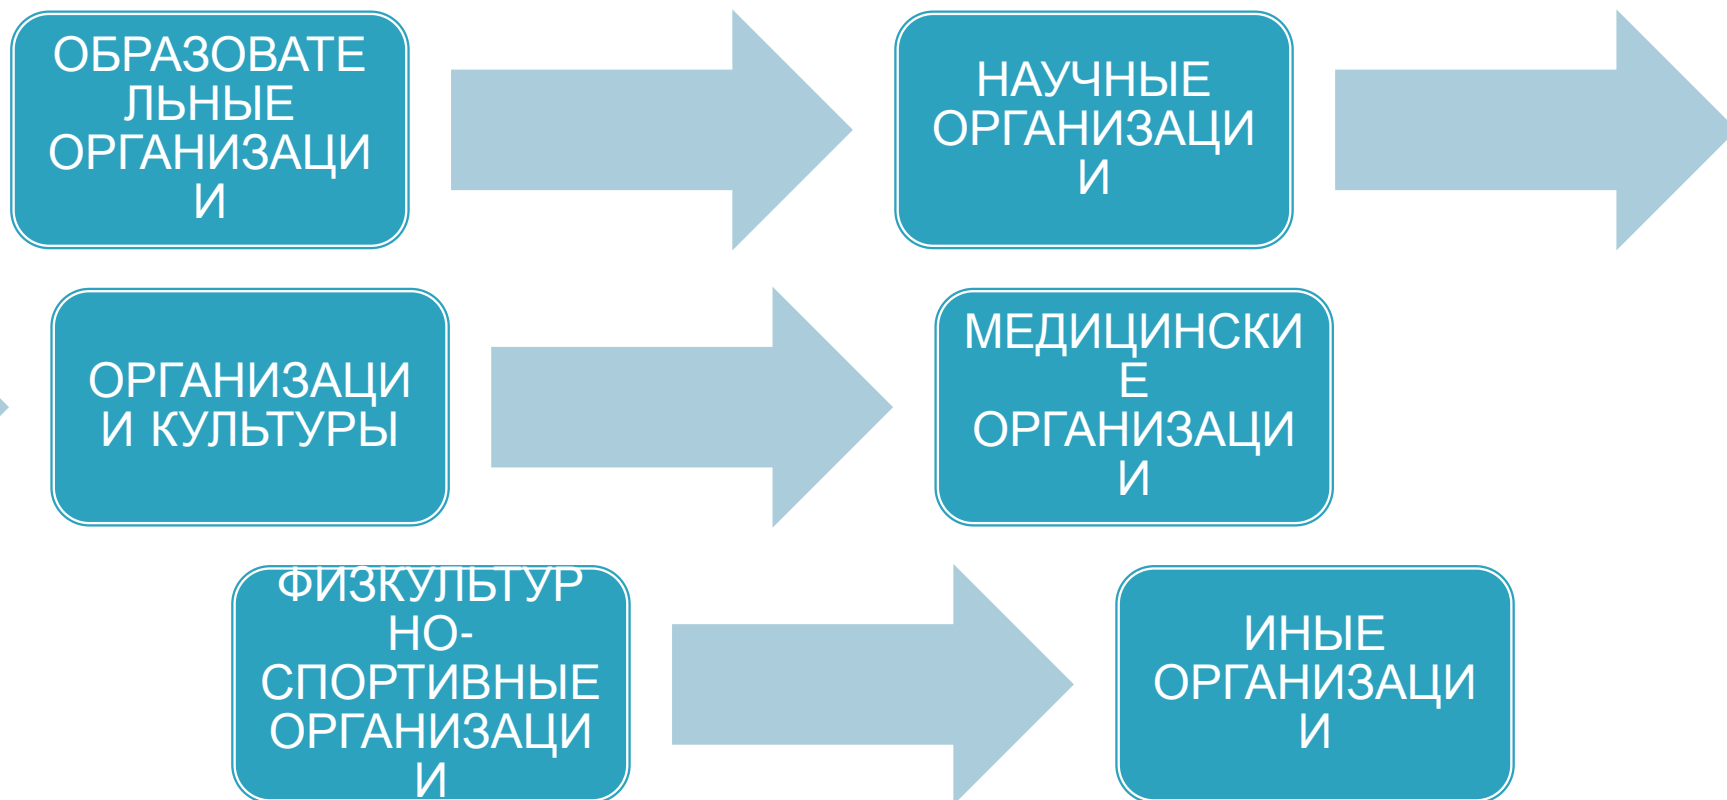 ОБРАЗОВАТЕ
ЛЬНЫЕ
ОРГАНИЗАЦИ
И
НАУЧНЫЕ
ОРГАНИЗАЦИ
И
ОРГАНИЗАЦИ
И КУЛЬТУРЫ
МЕДИЦИНСКИ
Е
ОРГАНИЗАЦИ
И
ФИЗКУЛЬТУР
НО-
СПОРТИВНЫЕ
ОРГАНИЗАЦИ
И
ИНЫЕ
ОРГАНИЗАЦИ
И